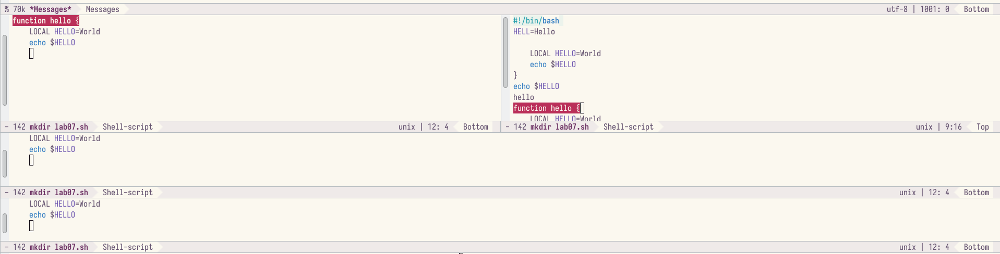 % 70k *Messages* Messages utf-8 | 1001: 0 Bottom
function hello {
    LOCAL HELLO=World
    echo $HELLO
- 142 mkdir lab07.sh Shell-script unix | 12: 4 Bottom
#!/bin/bash
HELL=Hello
    LOCAL HELLO=World
    echo $HELLO
}
echo $HELLO
hello
function hello {
    LOCAL HELLO=World
- 142 mkdir lab07.sh Shell-script unix | 9:16 Top
    LOCAL HELLO=World
    echo $HELLO
- 142 mkdir lab07.sh Shell-script unix | 12: 4 Bottom
    LOCAL HELLO=World
    echo $HELLO
- 142 mkdir lab07.sh Shell-script unix | 12: 4 Bottom